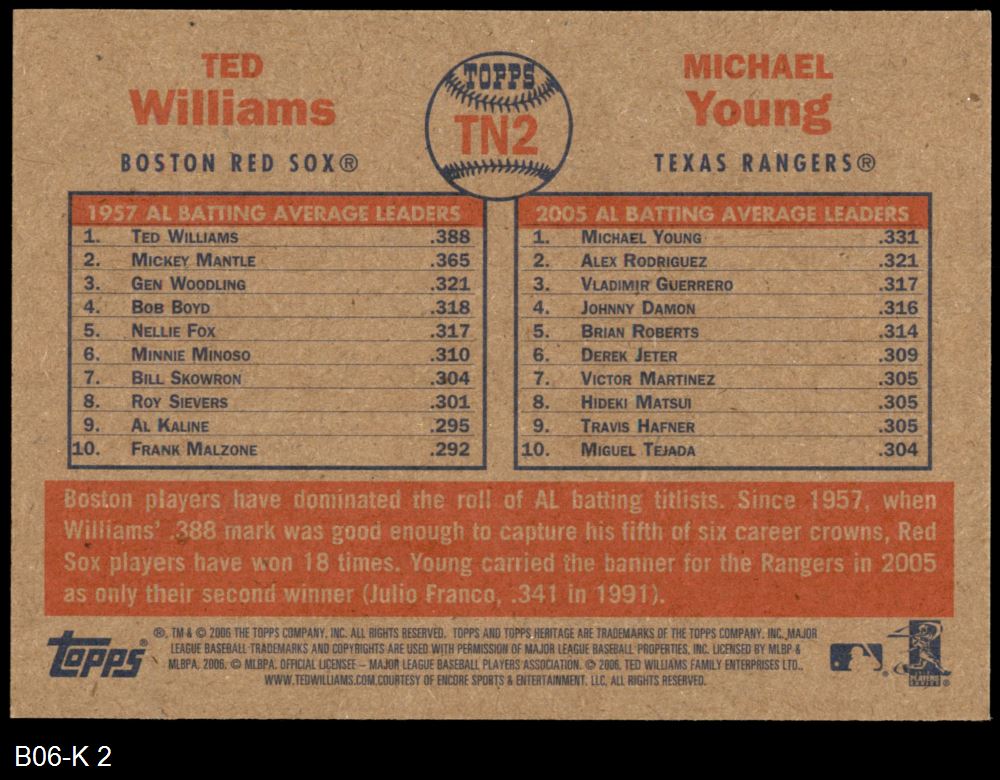 TED
Williams
BOSTON RED SOX®
TOPPS
TN2
MICHAEL
Young
TEXAS RANGERS®
1957 AL BATTING AVERAGE LEADERS
1. TED WILLIAMS .388
2. MICKEY MANTLE .365
3. GEN WOODLING .321
4. BOB BOYD .318
5. NELLIE FOX .317
6. MINNIE MINOSO .310
7. BILL SKOWRON .304
8. ROY SIEVERS .301
9. AL KALINE .295
10. FRANK MALZONE .292
2005 AL BATTING AVERAGE LEADERS
1. MICHAEL YOUNG .331
2. ALEX RODRIGUEZ .321
3. VLADIMIR GUERRERO .317
4. JOHNNY DAMON .316
5. BRIAN ROBERTS .314
6. DEREK JETER .309
7. VICTOR MARTINEZ .305
8. HIDEKI MATSUI .305
9. TRAVIS HAFNER .305
10. MIGUEL TEJADA .304
Boston players have dominated the roll of AL batting titlists. Since 1957, when
Williams' .388 mark was good enough to capture his fifth of six career crowns, Red
Sox players have won 18 times. Young carried the banner for the Rangers in 2005
as only their second winner (Julio Franco, .341 in 1991).
Topps®
®, TM & © 2006 THE TOPPS COMPANY, INC. ALL RIGHTS RESERVED. TOPPS AND TOPPS HERITAGE ARE TRADEMARKS OF THE TOPPS COMPANY, INC. MAJOR
LEAGUE BASEBALL TRADEMARKS AND COPYRIGHTS ARE USED WITH PERMISSION OF MAJOR LEAGUE BASEBALL PROPERTIES, INC. LICENSED BY MLBP &
MLBPA, 2006. © MLBPA. OFFICIAL LICENSEE – MAJOR LEAGUE BASEBALL PLAYERS ASSOCIATION. © 2006. TED WILLIAMS FAMILY ENTERPRISES LTD.,
WWW.TEDWILLIAMS.COM.COURTESY OF ENCORE SPORTS & ENTERTAINMENT. LLC, ALL RIGHTS RESERVED.
B06-K 2